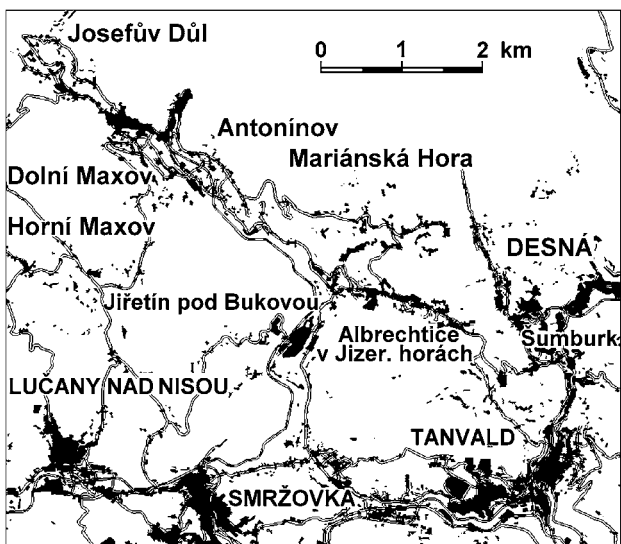 Josefův Důl
0 1 2 km
Antonínov
Mariánská Hora
Dolní Maxov
Horní Maxov
DESNÁ
Jiřetín pod Bukovou
Albrechtice
v Jizer. horách
Šumburk
LUČANY NAD NISOU
TANVALD
SMRŽOVKA